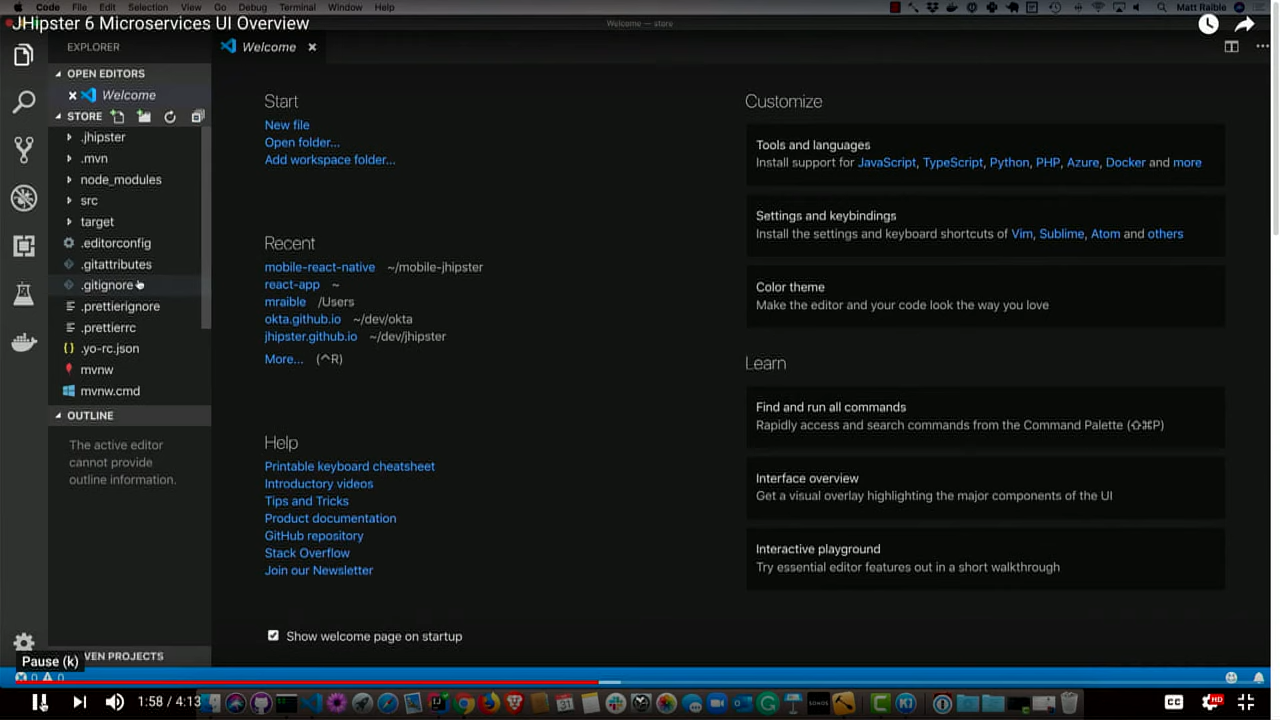 Code File Edit Selection View Go Debug Terminal Window Help Matt Raible
JHipster 6 Microservices UI Overview
Welcome — store
EXPLORER
Welcome
OPEN EDITORS
Welcome
STORE
.jhipster
.mvn
node_modules
src
target
.editorconfig
.gitattributes
.gitignore
.prettierignore
.prettierrc
.yo-rc.json
mvnw
mvnw.cmd
OUTLINE
The active editor
cannot provide
outline information.
VEN PROJECTS
Start
New file
Open folder...
Add workspace folder...
Recent
mobile-react-native ~/mobile-jhipster
react-app ~
mraible /Users
okta.github.io ~/dev/okta
jhipster.github.io ~/dev/jhipster
More... (^R)
Help
Printable keyboard cheatsheet
Introductory videos
Tips and Tricks
Product documentation
GitHub repository
Stack Overflow
Join our Newsletter
Show welcome page on startup
Customize
Tools and languages
Install support for JavaScript, TypeScript, Python, PHP, Azure, Docker and more
Settings and keybindings
Install the settings and keyboard shortcuts of Vim, Sublime, Atom and others
Color theme
Make the editor and your code look the way you love
Learn
Find and run all commands
Rapidly access and search commands from the Command Palette (⇧⌘P)
Interface overview
Get a visual overlay highlighting the major components of the UI
Interactive playground
Try essential editor features out in a short walkthrough
Pause (k)
0 0
1:58 / 4:13
31
SONOS
CC
HD